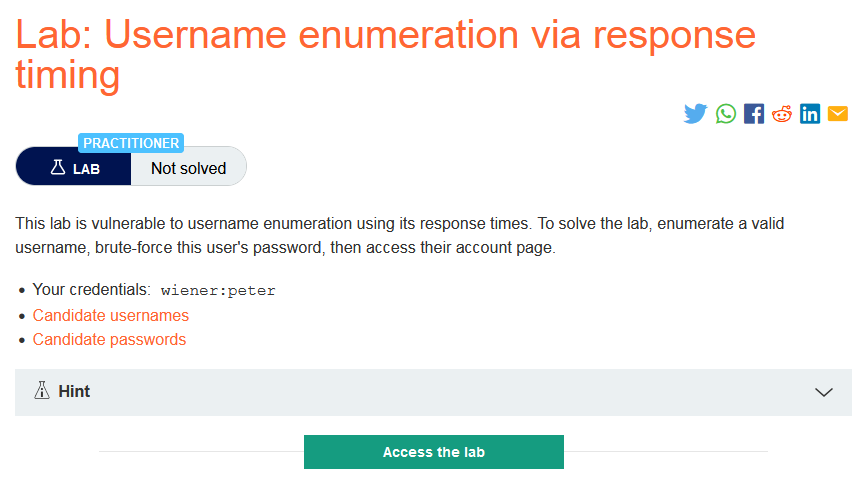 Lab: Username enumeration via response
timing
PRACTITIONER
LAB
Not solved
This lab is vulnerable to username enumeration using its response times. To solve the lab, enumerate a valid
username, brute-force this user's password, then access their account page.
Your credentials: wiener:peter
Candidate usernames
Candidate passwords
Hint
Access the lab